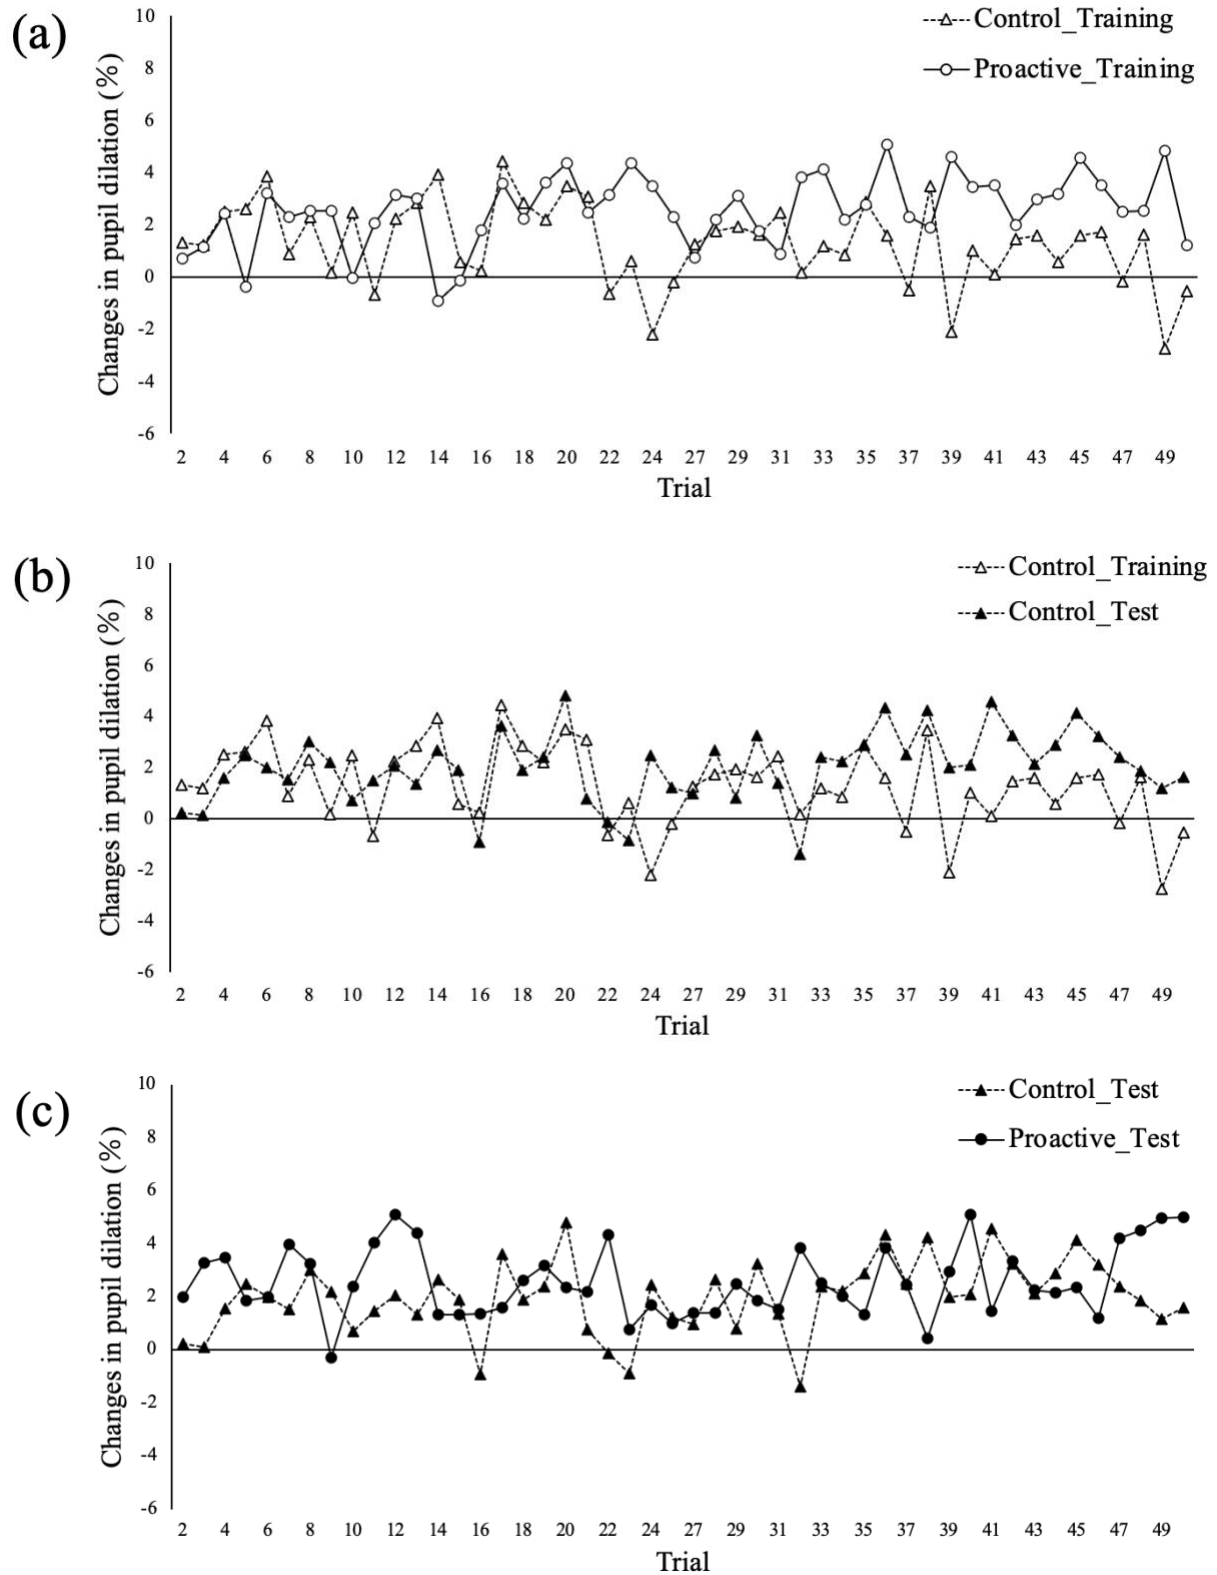 (a)
Control_Training
Proactive_Training
Changes in pupil dilation (%)
10
8
6
4
2
0
-2
-4
-6
2 4 6 8 10 12 14 16 18 20 22 24 27 29 31 33 35 37 39 41 43 45 47 49
Trial
(b)
Control_Training
Control_Test
Changes in pupil dilation (%)
10
8
6
4
2
0
-2
-4
-6
2 4 6 8 10 12 14 16 18 20 22 24 27 29 31 33 35 37 39 41 43 45 47 49
Trial
(c)
Control_Test
Proactive_Test
Changes in pupil dilation (%)
10
8
6
4
2
0
-2
-4
-6
2 4 6 8 10 12 14 16 18 20 22 24 27 29 31 33 35 37 39 41 43 45 47 49
Trial